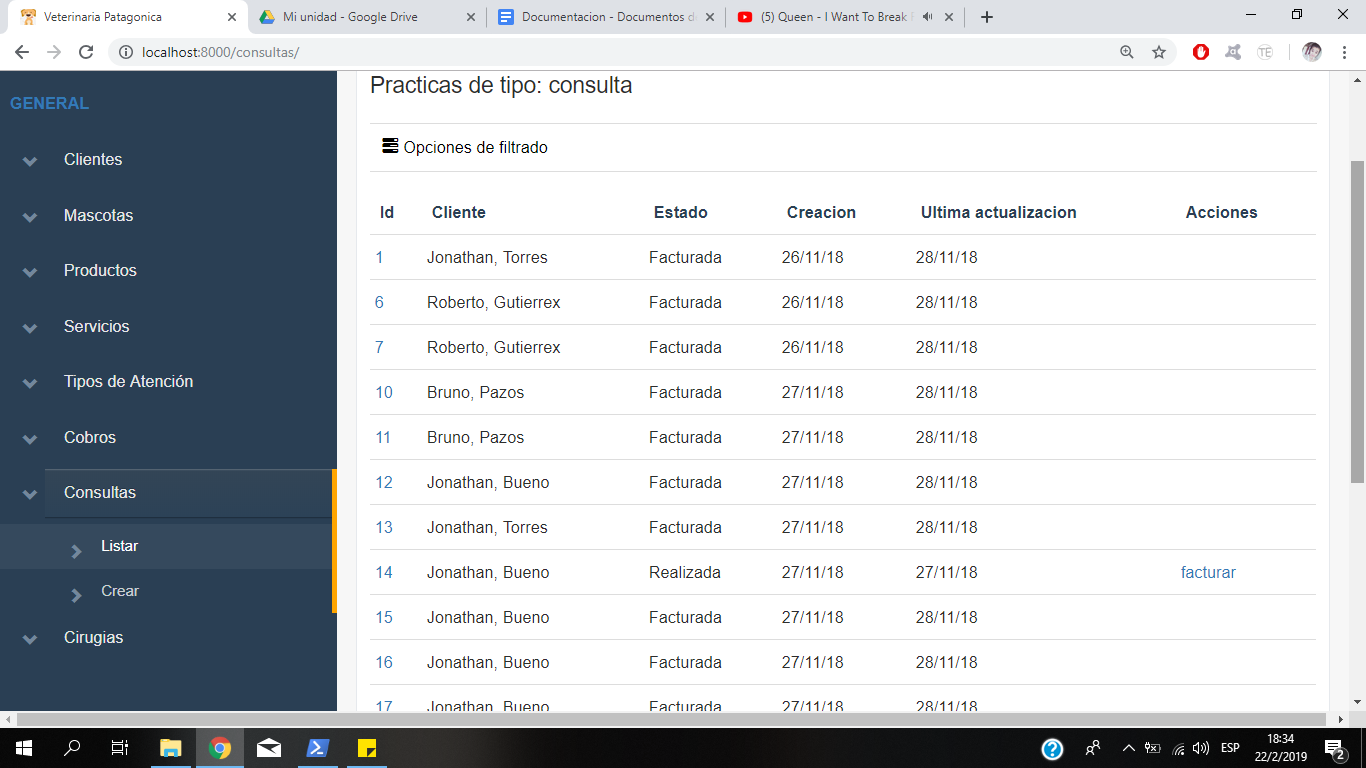 Veterinaria Patagonica
Mi unidad - Google Drive
Documentacion - Documentos d
(5) Queen - I Want To Break
localhost:8000/consultas/
TE
GENERAL
Clientes
Mascotas
Productos
Servicios
Tipos de Atención
Cobros
Consultas
Listar
Crear
Cirugias
Practicas de tipo: consulta
Opciones de filtrado
Id Cliente Estado Creacion Ultima actualizacion Acciones
1 Jonathan, Torres Facturada 26/11/18 28/11/18
6 Roberto, Gutierrex Facturada 26/11/18 28/11/18
7 Roberto, Gutierrex Facturada 26/11/18 28/11/18
10 Bruno, Pazos Facturada 27/11/18 28/11/18
11 Bruno, Pazos Facturada 27/11/18 28/11/18
12 Jonathan, Bueno Facturada 27/11/18 28/11/18
13 Jonathan, Torres Facturada 27/11/18 28/11/18
14 Jonathan, Bueno Realizada 27/11/18 27/11/18 facturar
15 Jonathan, Bueno Facturada 27/11/18 28/11/18
16 Jonathan, Bueno Facturada 27/11/18 28/11/18
17 Jonathan, Bueno Facturada 27/11/18 28/11/18
ESP
18:34
22/2/2019
2